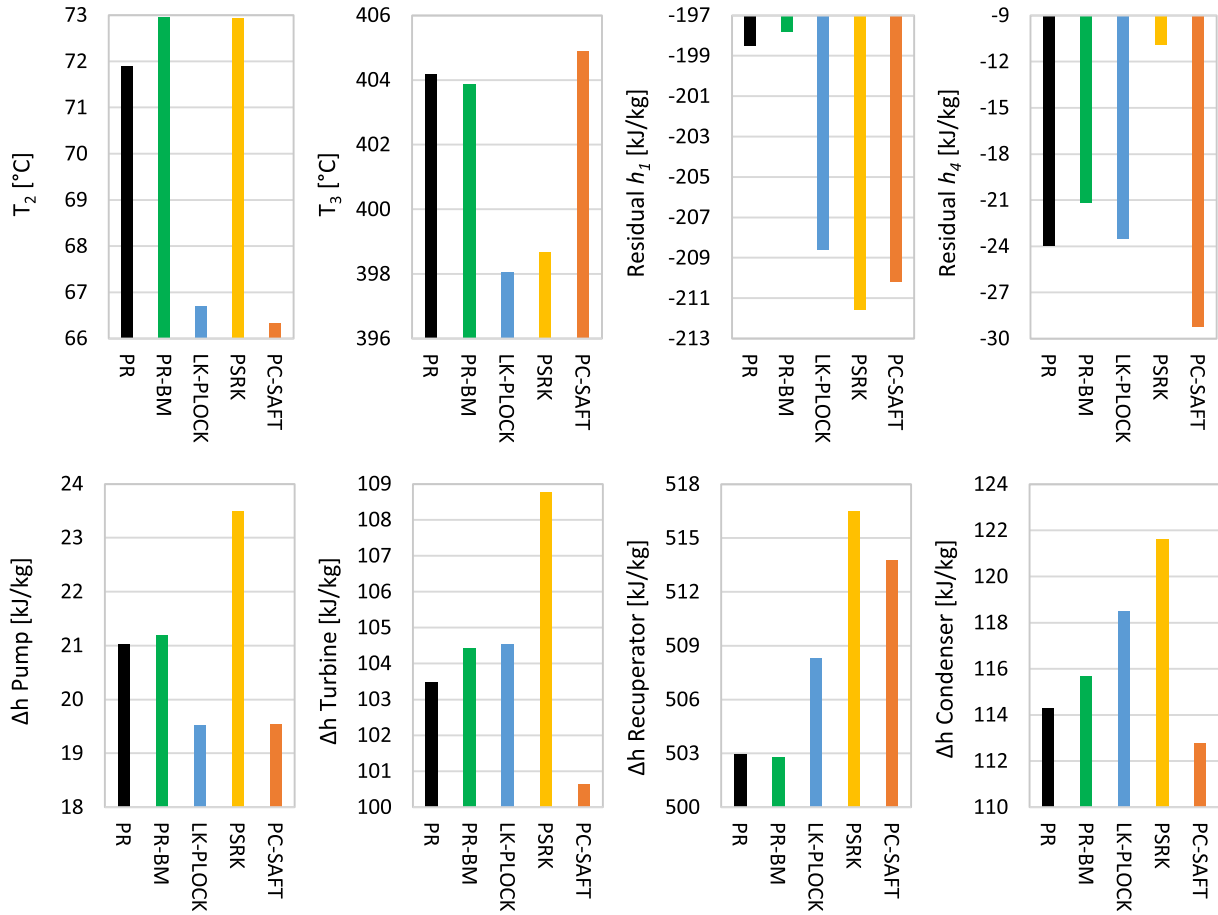 T2 [°C]
73
72
71
70
69
68
67
66
PR
PR-BM
LK-PLOCK
PSRK
PC-SAFT
T3 [°C]
406
404
402
400
398
396
PR
PR-BM
LK-PLOCK
PSRK
PC-SAFT
Residual h1 [kJ/kg]
-197
-199
-201
-203
-205
-207
-209
-211
-213
PR
PR-BM
LK-PLOCK
PSRK
PC-SAFT
Residual h4 [kJ/kg]
-9
-12
-15
-18
-21
-24
-27
-30
PR
PR-BM
LK-PLOCK
PSRK
PC-SAFT
Δh Pump [kJ/kg]
24
23
22
21
20
19
18
PR
PR-BM
LK-PLOCK
PSRK
PC-SAFT
Δh Turbine [kJ/kg]
109
108
107
106
105
104
103
102
101
100
PR
PR-BM
LK-PLOCK
PSRK
PC-SAFT
Δh Recuperator [kJ/kg]
518
515
512
509
506
503
500
PR
PR-BM
LK-PLOCK
PSRK
PC-SAFT
Δh Condenser [kJ/kg]
124
122
120
118
116
114
112
110
PR
PR-BM
LK-PLOCK
PSRK
PC-SAFT